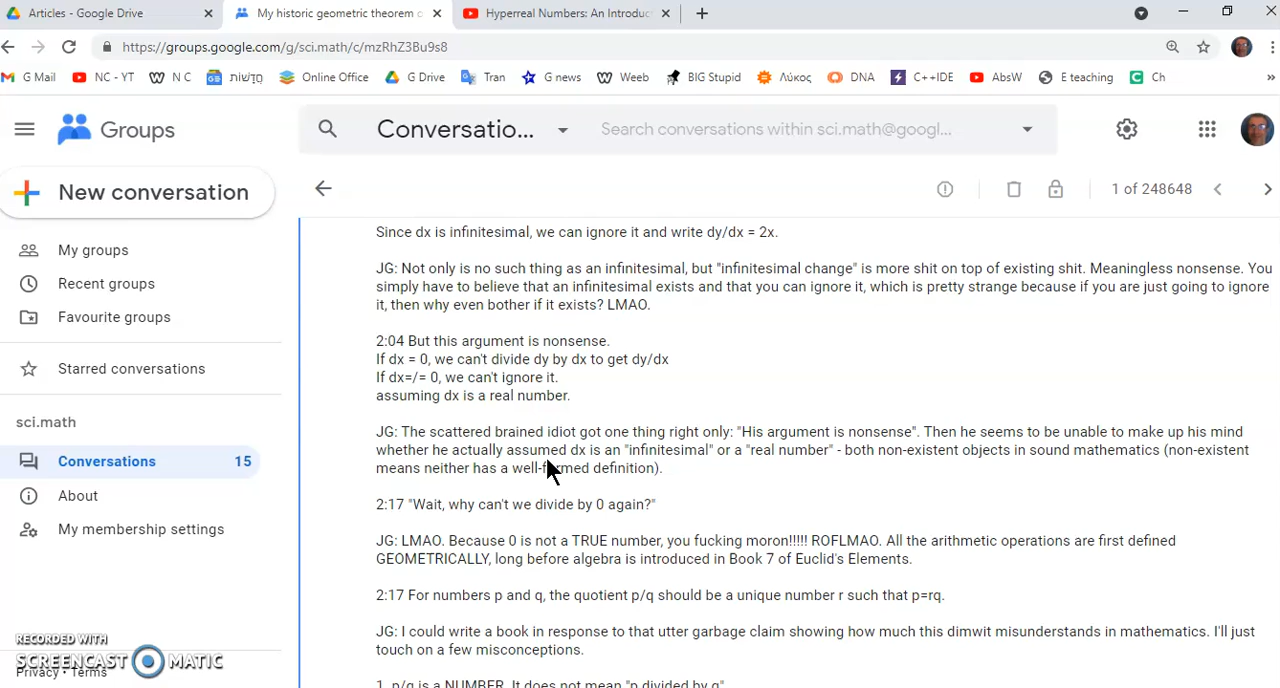 Articles - Google Drive
My historic geometric theorem o
Hyperreal Numbers: An Introduct
https://groups.google.com/g/sci.math/c/mzRhZ3Bu9s8
G Mail NC - YT N C חֲדָשׁוֹת Online Office G Drive Tran G news Weeb BIG Stupid Λύκος DNA C++IDE AbsW E teaching Ch »
Groups
Conversatio...
Search conversations within sci.math@googl...
New conversation
1 of 248648
My groups
Recent groups
Favourite groups
Starred conversations
sci.math
Conversations 15
About
My membership settings
Privacy • Terms
RECORDED WITH
SCREENCAST MATIC
Since dx is infinitesimal, we can ignore it and write dy/dx = 2x.
JG: Not only is no such thing as an infinitesimal, but "infinitesimal change" is more shit on top of existing shit. Meaningless nonsense. You
simply have to believe that an infinitesimal exists and that you can ignore it, which is pretty strange because if you are just going to ignore
it, then why even bother if it exists? LMAO.
2:04 But this argument is nonsense.
If dx = 0, we can't divide dy by dx to get dy/dx
If dx=/= 0, we can't ignore it.
assuming dx is a real number.
JG: The scattered brained idiot got one thing right only: "His argument is nonsense". Then he seems to be unable to make up his mind
whether he actually assumed dx is an "infinitesimal" or a "real number" - both non-existent objects in sound mathematics (non-existent
means neither has a well-formed definition).
2:17 "Wait, why can't we divide by 0 again?"
JG: LMAO. Because 0 is not a TRUE number, you fucking moron!!!!! ROFLMAO. All the arithmetic operations are first defined
GEOMETRICALLY, long before algebra is introduced in Book 7 of Euclid's Elements.
2:17 For numbers p and q, the quotient p/q should be a unique number r such that p=rq.
JG: I could write a book in response to that utter garbage claim showing how much this dimwit misunderstands in mathematics. I'll just
touch on a few misconceptions.
1. p/q is a NUMBER. It does not mean "p divided by q"